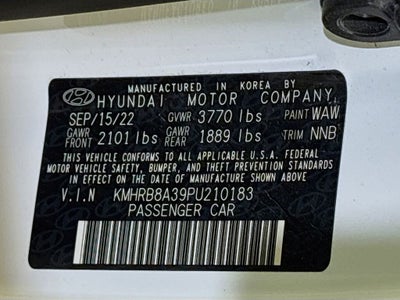 MANUFACTURED IN KOREA BY
HYUNDAI MOTOR COMPANY.
SEP/15/22 GVWR 3770 lbs PAINT WAW
GAWR FRONT 2101 lbs GAWR REAR 1889 lbs TRIM NNB
THIS VEHICLE CONFORMS TO ALL APPLICABLE U.S.A. FEDERAL
MOTOR VEHICLE SAFETY, BUMPER, AND THEFT PREVENTION STANDARDS
IN EFFECT ON THE DATE OF MANUFACTURE SHOWN ABOVE.
V.I.N KMHRB8A39PU210183
PASSENGER CAR